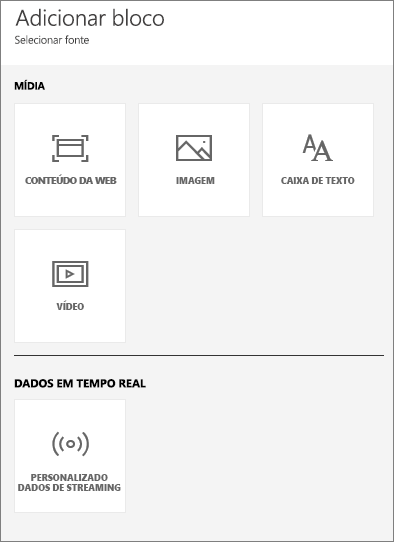 Adicionar bloco
Selecionar fonte
MÍDIA
CONTEÚDO DA WEB
IMAGEM
CAIXA DE TEXTO
VÍDEO
DADOS EM TEMPO REAL
PERSONALIZADO
DADOS DE STREAMING